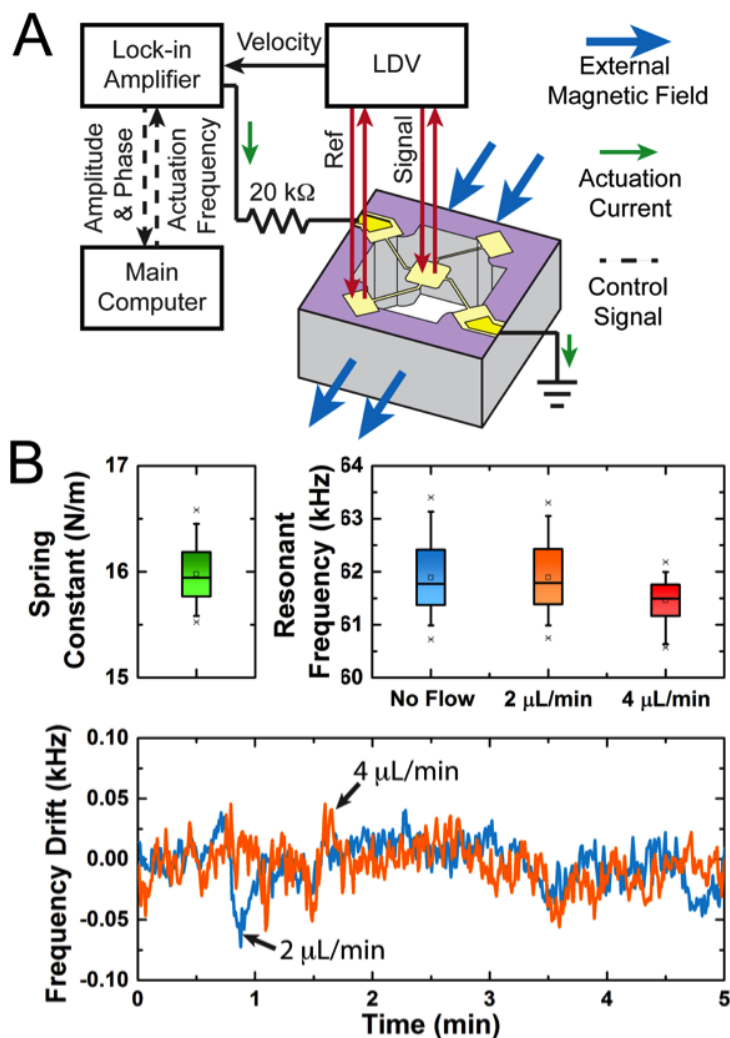 A
Lock-in
Amplifier
Velocity
LDV
External
Magnetic Field
Amplitude
& Phase
Actuation
Frequency
Ref
Signal
20 kΩ
Actuation
Current
Main
Computer
Control
Signal
B
Spring
Constant (N/m)
17
16
15
Resonant
Frequency (kHz)
64
63
62
61
60
No Flow
2 μL/min
4 μL/min
Frequency Drift (kHz)
0.10
0.05
0.00
-0.05
-0.10
4 μL/min
2 μL/min
0
1
2
3
4
5
Time (min)